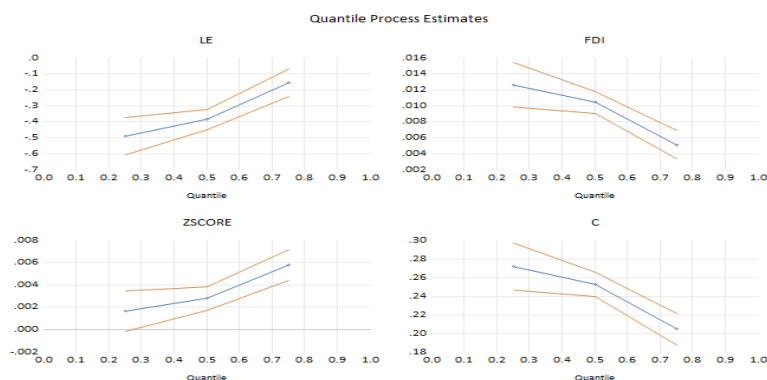 Quantile Process Estimates
LE
.0
-.1
-.2
-.3
-.4
-.5
-.6
-.7
0.0 0.1 0.2 0.3 0.4 0.5 0.6 0.7 0.8 0.9 1.0
Quantile
FDI
.016
.014
.012
.010
.008
.006
.004
.002
0.0 0.1 0.2 0.3 0.4 0.5 0.6 0.7 0.8 0.9 1.0
Quantile
ZSCORE
.008
.006
.004
.002
.000
-.002
0.0 0.1 0.2 0.3 0.4 0.5 0.6 0.7 0.8 0.9 1.0
Quantile
C
.30
.28
.26
.24
.22
.20
.18
0.0 0.1 0.2 0.3 0.4 0.5 0.6 0.7 0.8 0.9 1.0
Quantile